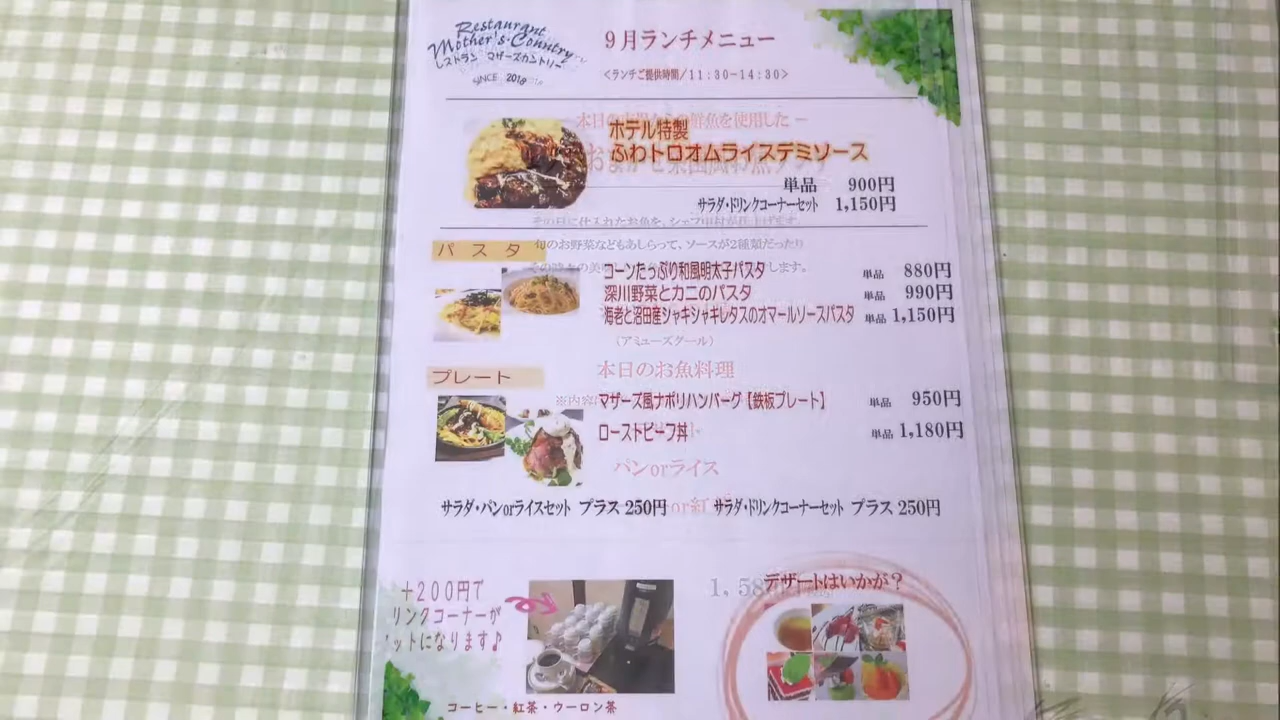 Restaurant
Mother's Country
レストラン マザーズカントリー
SINCE 2018
9月ランチメニュー
<ランチご提供時間/11:30-14:30>
ホテル特製
ふわトロオムライスデミソース
単品 900円
サラダ・ドリンクコーナーセット 1,150円
パスタ
コーンたっぷり和風明太子パスタ 単品 880円
深川野菜とカニのパスタ 単品 990円
海老と沼田産シャキシャキレタスのオマールソースパスタ 単品 1,150円
(アミューズグール)
本日のお魚料理
プレート
マザーズ風ナポリハンバーグ【鉄板プレート】 単品 950円
ローストビーフ丼 単品 1,180円
パンorライス
サラダ・パンorライスセット プラス 250円
サラダ・ドリンクコーナーセット プラス 250円
+200円で
リンクコーナーが
ットになります♪
コーヒー・紅茶・ウーロン茶
デザートはいかが?